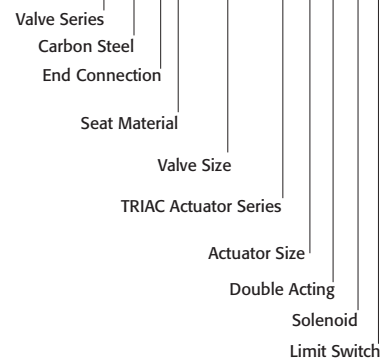 Valve Series
Carbon Steel
End Connection
Seat Material
Valve Size
TRIAC Actuator Series
Actuator Size
Double Acting
Solenoid
Limit Switch